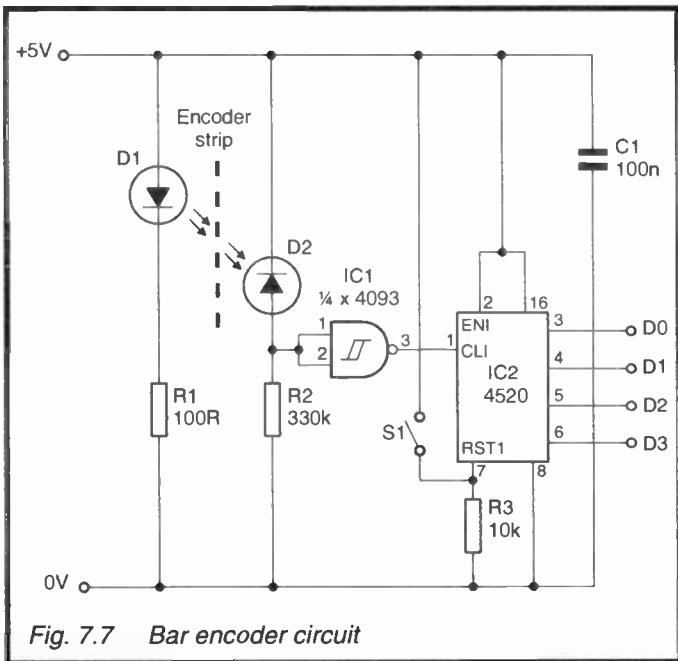 +5V
Encoder
strip
D1
D2
C1
100n
IC1
¼ x 4093
1
2
3
R1
100R
R2
330k
S1
2
16
ENI
1
CLI
IC2
4520
RST1
3
D0
4
D1
5
D2
6
D3
7
8
R3
10k
0V
Fig. 7.7 Bar encoder circuit